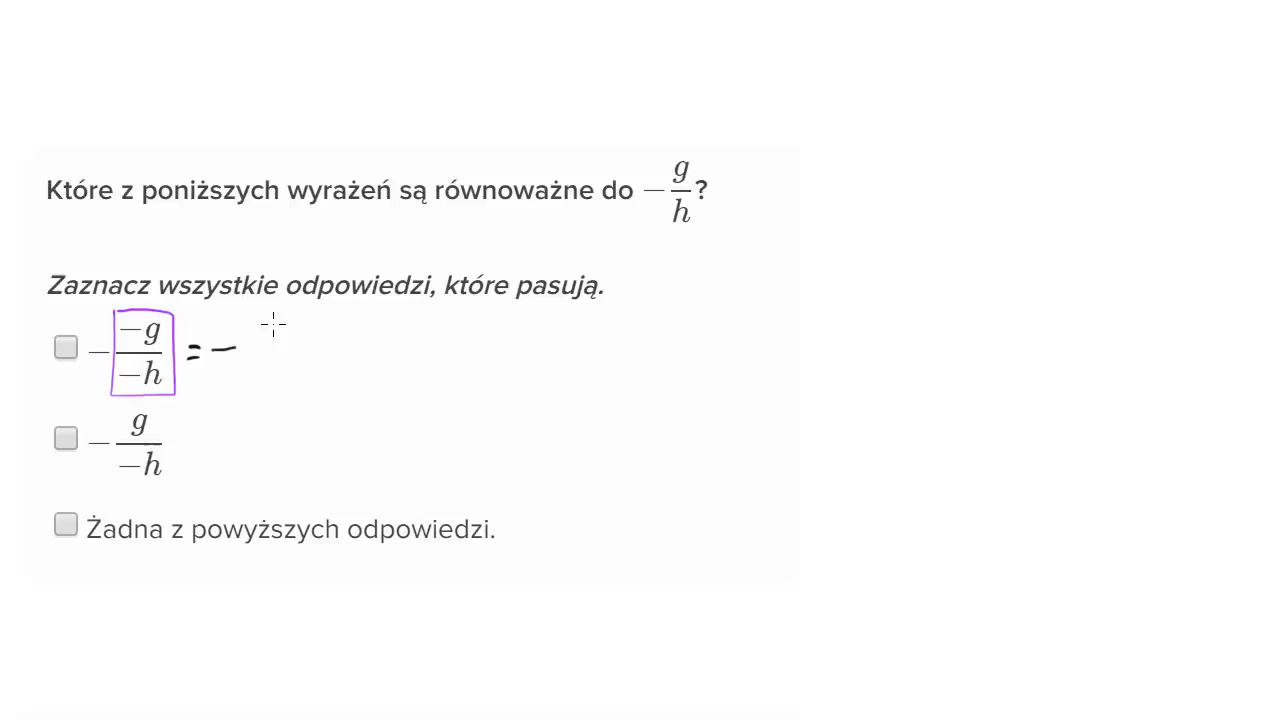 Które z poniższych wyrażeń są równoważne do −g/h?
Zaznacz wszystkie odpowiedzi, które pasują.
−(−g/−h) = −
−(g/−h)
Żadna z powyższych odpowiedzi.